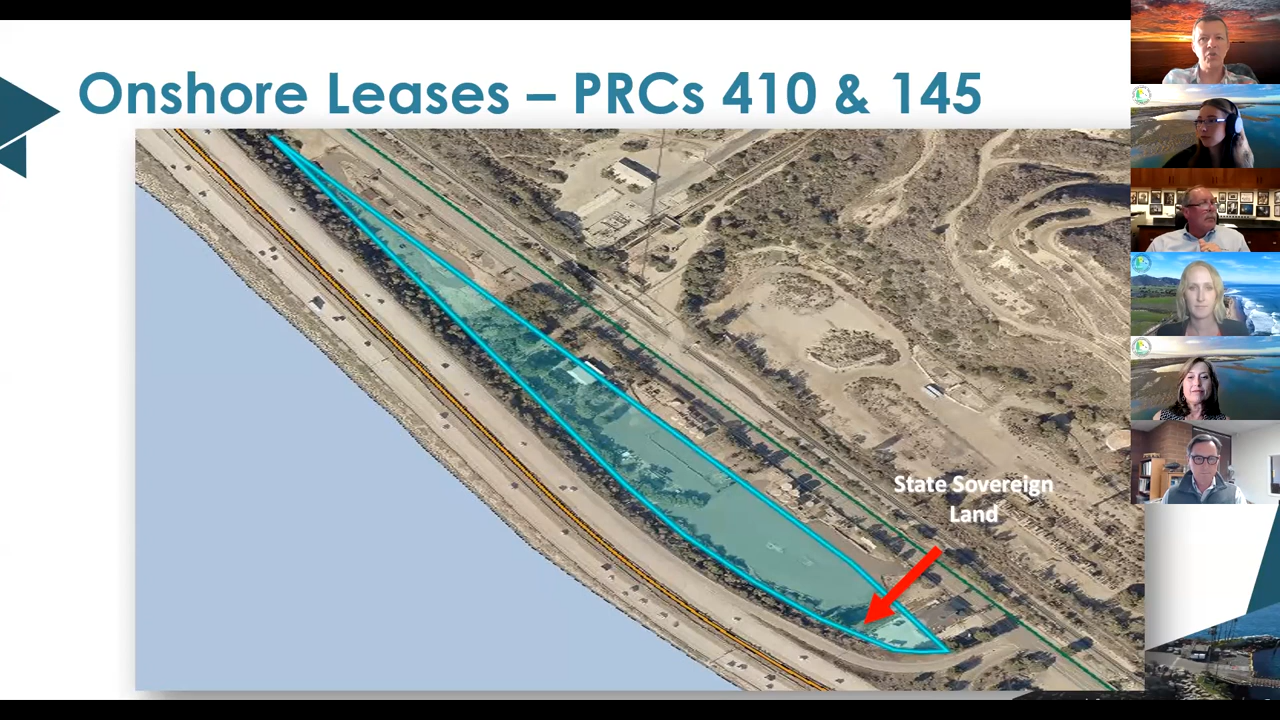 Onshore Leases – PRCs 410 & 145
State Sovereign
Land